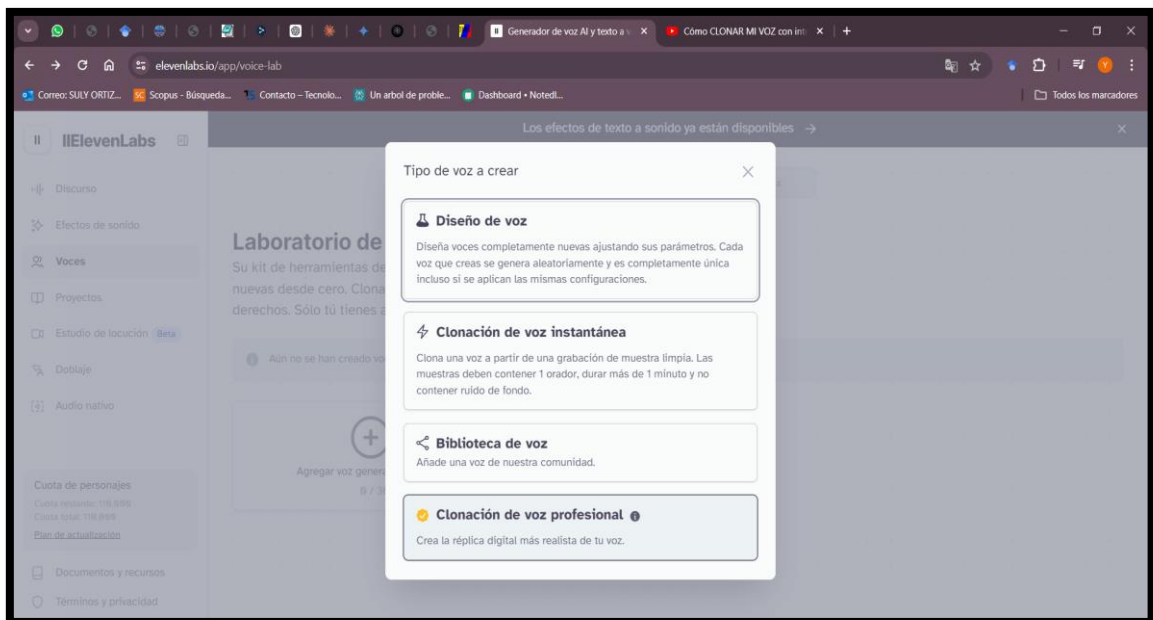 Generador de voz AI y texto a v
Cómo CLONAR MI VOZ con int
elevenlabs.io/app/voice-lab
Correo: SULY ORTIZ...
Scopus - Búsqueda...
Contacto – Tecnolo...
Un arbol de proble...
Dashboard • Notedl...
Todos los marcadores
IIElevenLabs
Los efectos de texto a sonido ya están disponibles →
Discurso
Efectos de sonido
Voces
Proyectos
Estudio de locución Beta
Doblaje
Audio nativo
Laboratorio de
Su kit de herramientas de
nuevas desde cero. Clona
derechos. Sólo tú tienes a
Aún no se han creado vo
Agregar voz gener
Tipo de voz a crear
Diseño de voz
Diseña voces completamente nuevas ajustando sus parámetros. Cada
voz que creas se genera aleatoriamente y es completamente única
incluso si se aplican las mismas configuraciones.
Clonación de voz instantánea
Clona una voz a partir de una grabación de muestra limpia. Las
muestras deben contener 1 orador, durar más de 1 minuto y no
contener ruido de fondo.
Biblioteca de voz
Añade una voz de nuestra comunidad.
Clonación de voz profesional
Crea la réplica digital más realista de tu voz.
Cuota de personajes
Plan de actualización
Documentos y recursos
Términos y privacidad